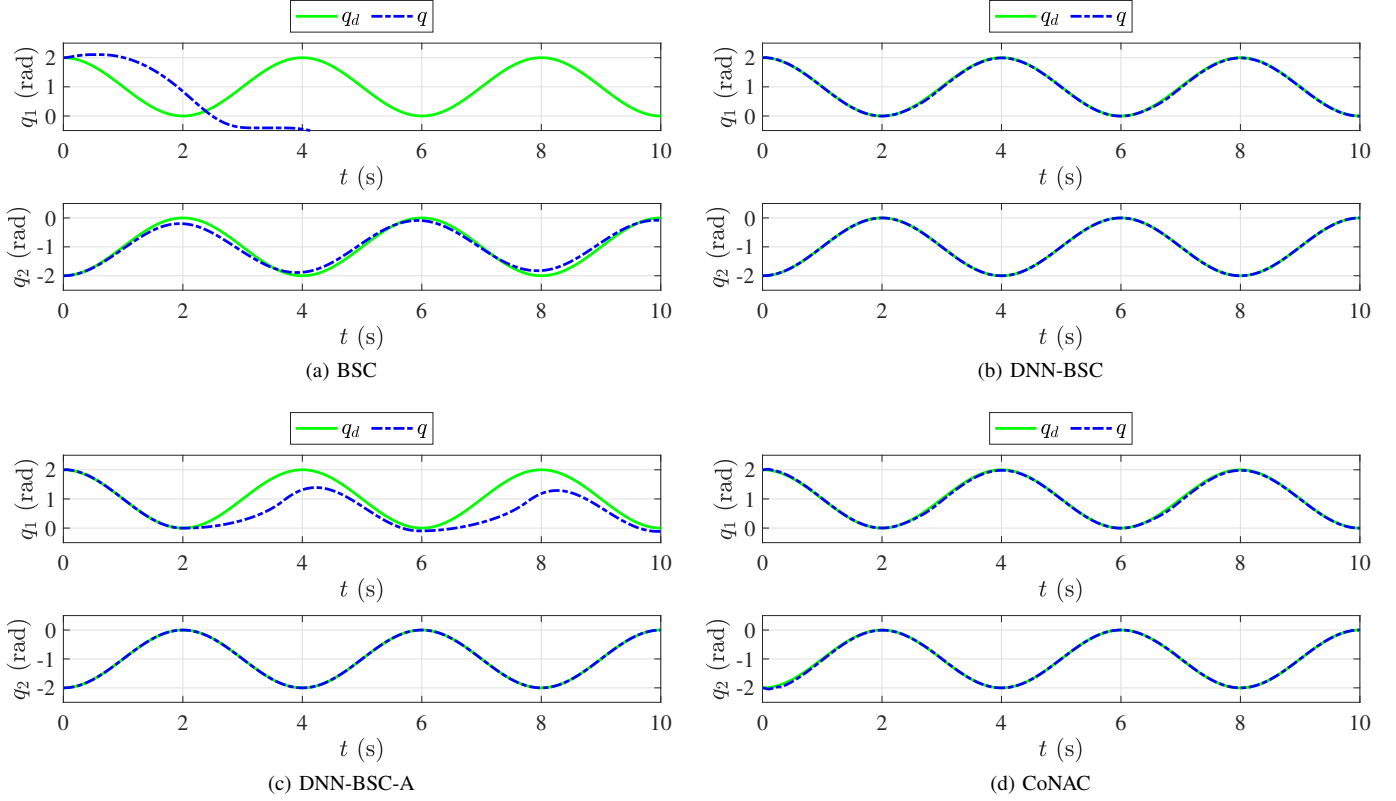 q_d q
q_1 (rad)
2
1
0
0 2 4 6 8 10
t (s)
q_2 (rad)
0
-1
-2
0 2 4 6 8 10
t (s)
(a) BSC
q_d q
q_1 (rad)
2
1
0
0 2 4 6 8 10
t (s)
q_2 (rad)
0
-1
-2
0 2 4 6 8 10
t (s)
(b) DNN-BSC
q_d q
q_1 (rad)
2
1
0
0 2 4 6 8 10
t (s)
q_2 (rad)
0
-1
-2
0 2 4 6 8 10
t (s)
(c) DNN-BSC-A
q_d q
q_1 (rad)
2
1
0
0 2 4 6 8 10
t (s)
q_2 (rad)
0
-1
-2
0 2 4 6 8 10
t (s)
(d) CoNAC